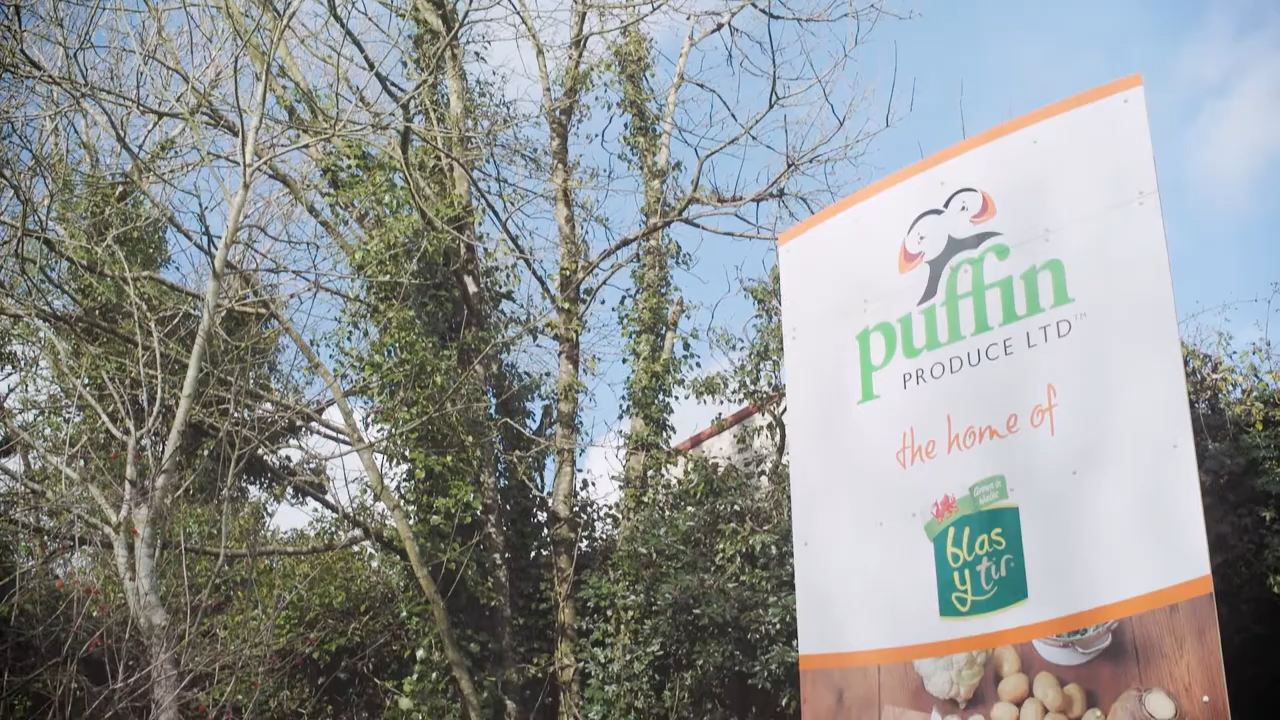 puffin
PRODUCE LTD™
the home of
Grown in
Wales
blas
y tir